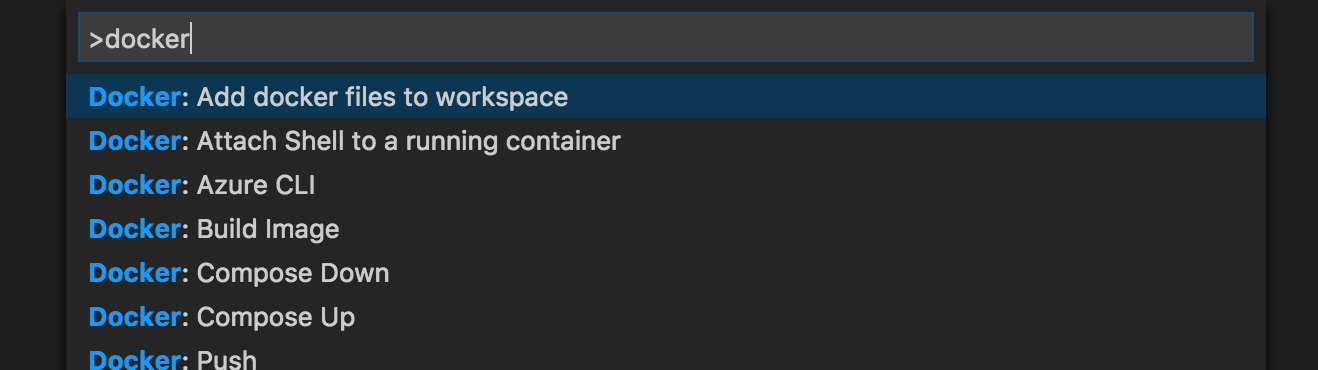 >docker
Docker: Add docker files to workspace
Docker: Attach Shell to a running container
Docker: Azure CLI
Docker: Build Image
Docker: Compose Down
Docker: Compose Up
Docker: Push